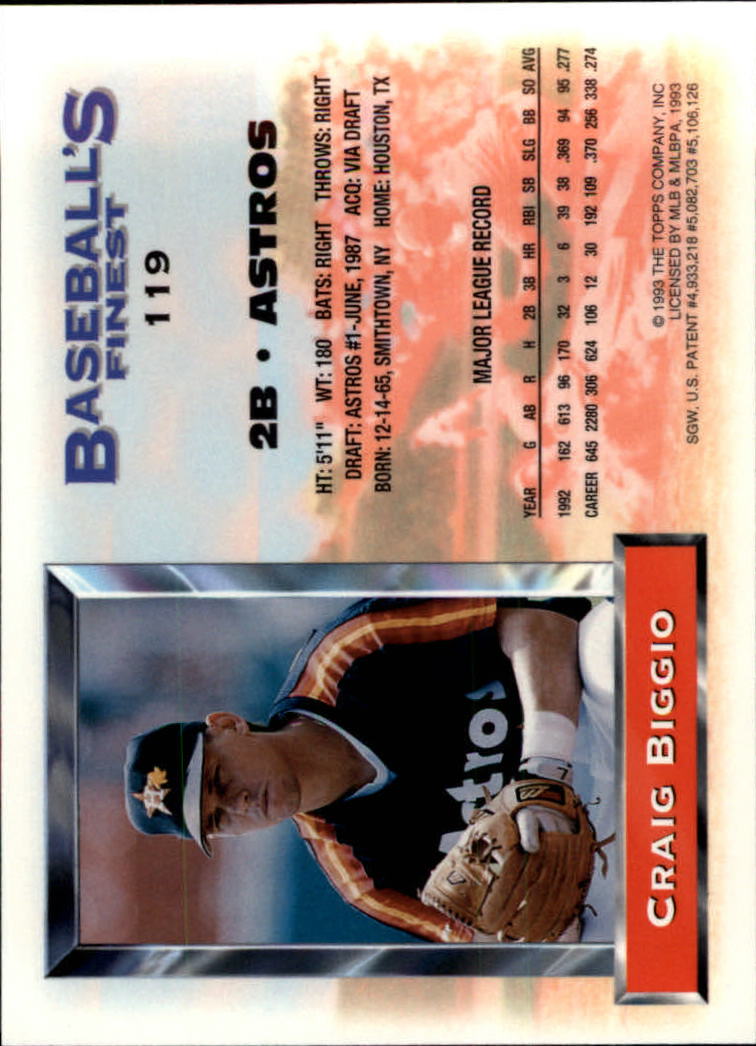 BASEBALL'S
FINEST
119
2B • ASTROS
HT: 5'11" WT: 180 BATS: RIGHT THROWS: RIGHT
DRAFT: ASTROS #1-JUNE, 1987 ACQ: VIA DRAFT
BORN: 12-14-65, SMITHTOWN, NY HOME: HOUSTON, TX
MAJOR LEAGUE RECORD
YEAR G AB R H 2B 3B HR RBI SB SLG BB SO AVG
1992 162 613 96 170 32 3 6 39 38 .369 94 95 .277
CAREER 645 2280 306 624 106 12 30 192 109 .370 256 338 .274
© 1993 THE TOPPS COMPANY, INC
LICENSED BY MLB & MLBPA, 1993
SGW, U.S. PATENT #4,933,218 #5,082,703 #5,106,126
H
Astros
7
CRAIG BIGGIO